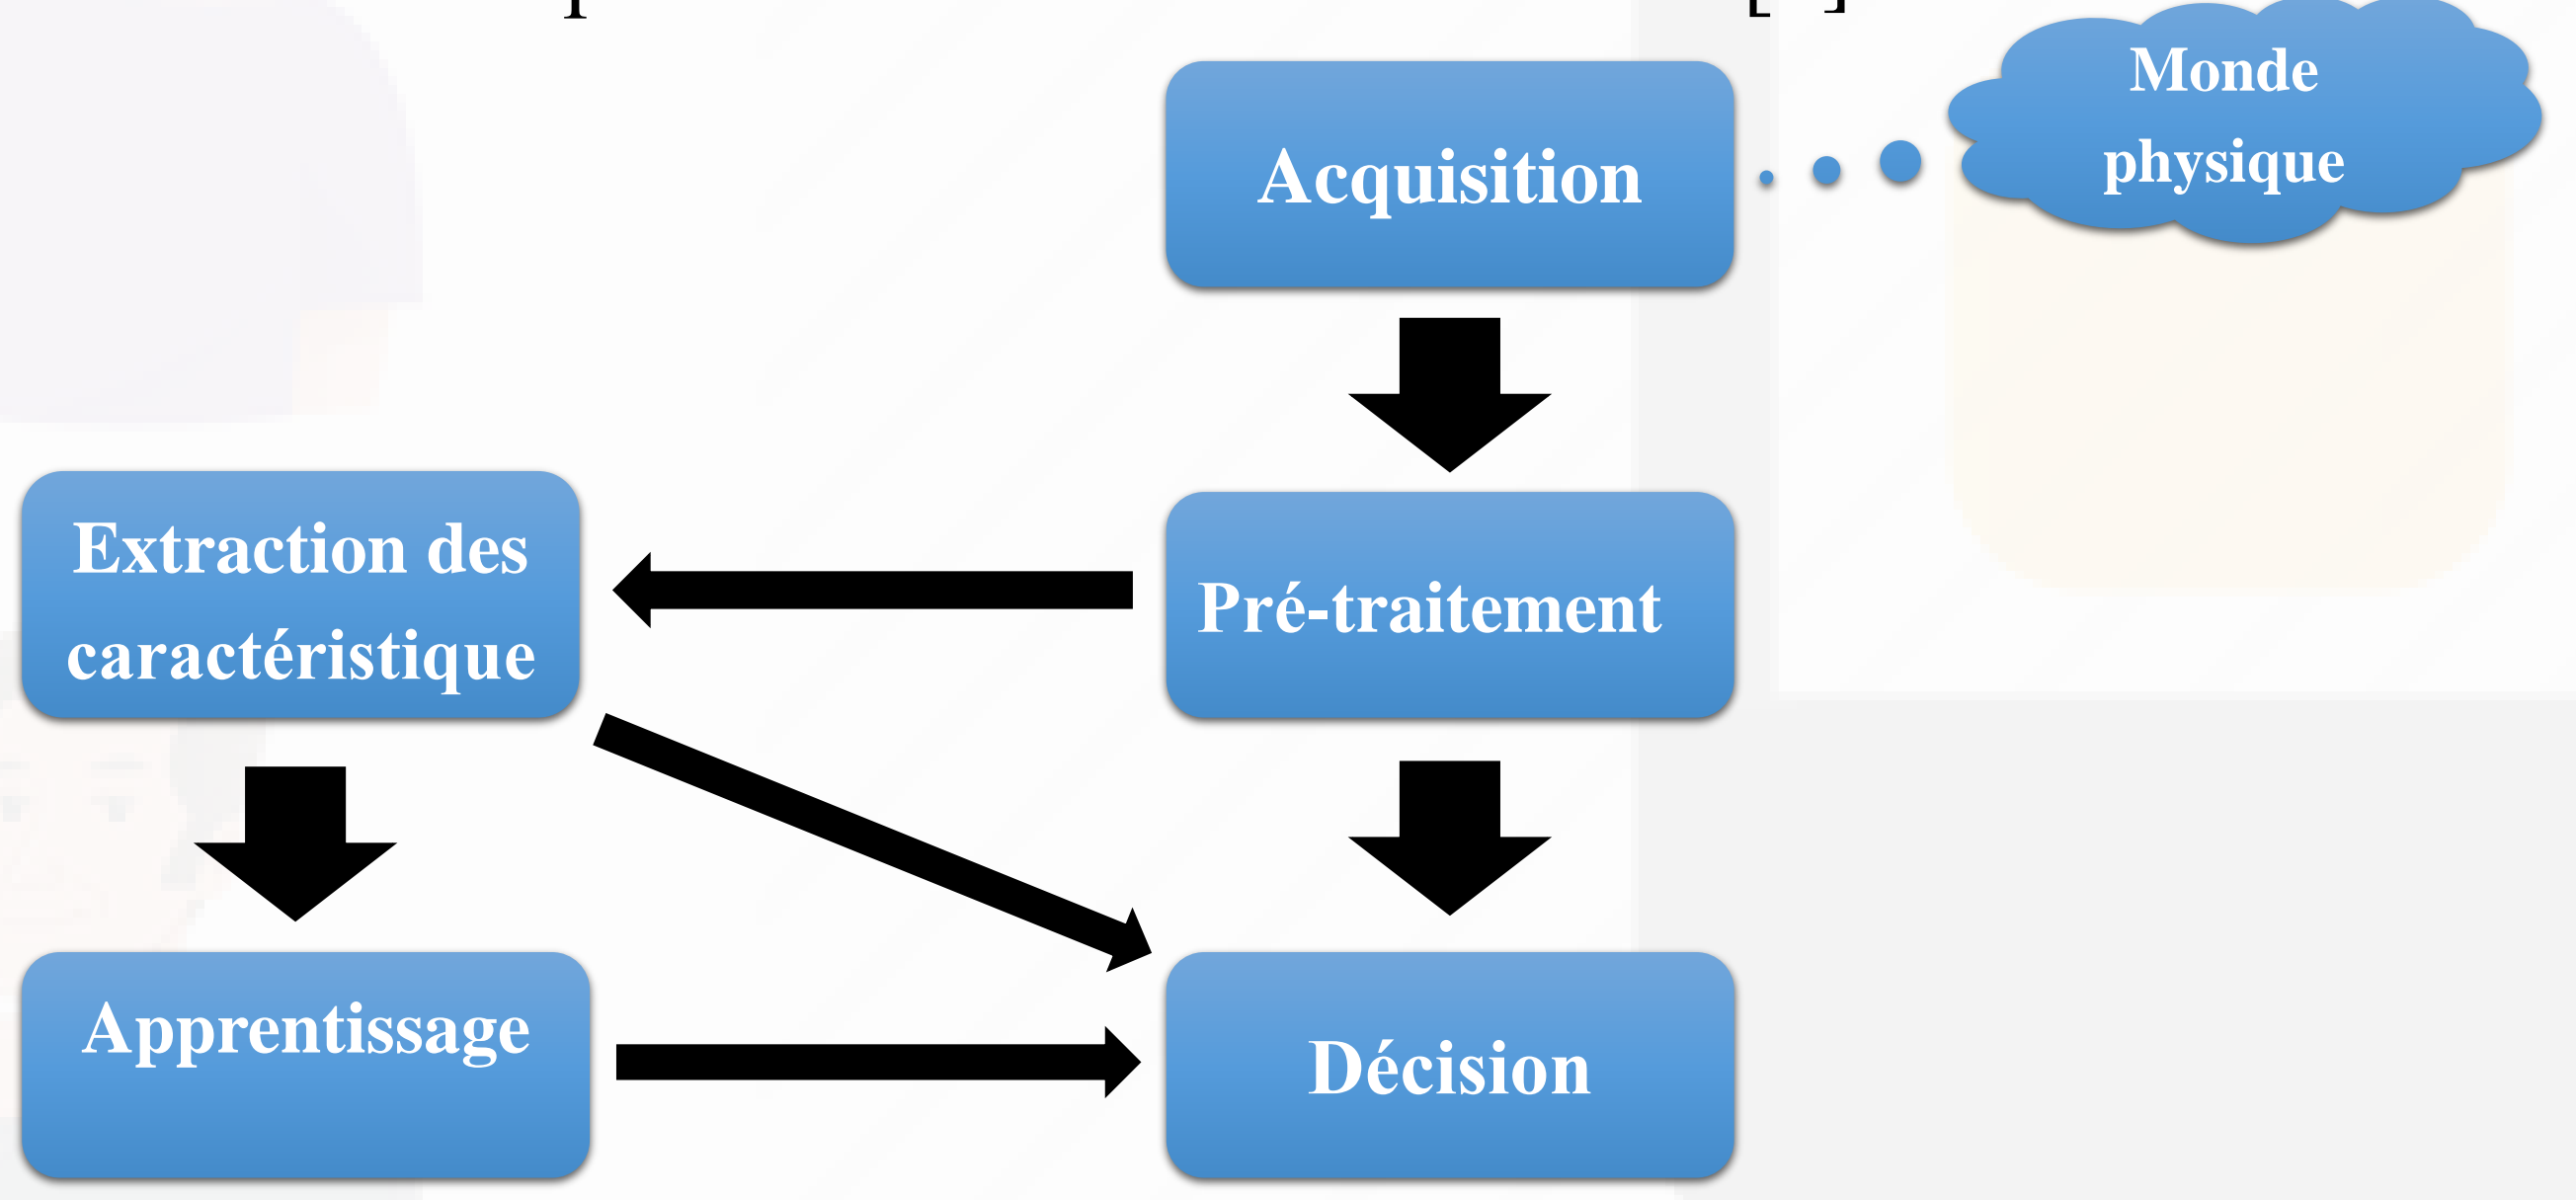 Monde
physique
Acquisition
Extraction des
caractéristique
Pré-traitement
Apprentissage
Décision